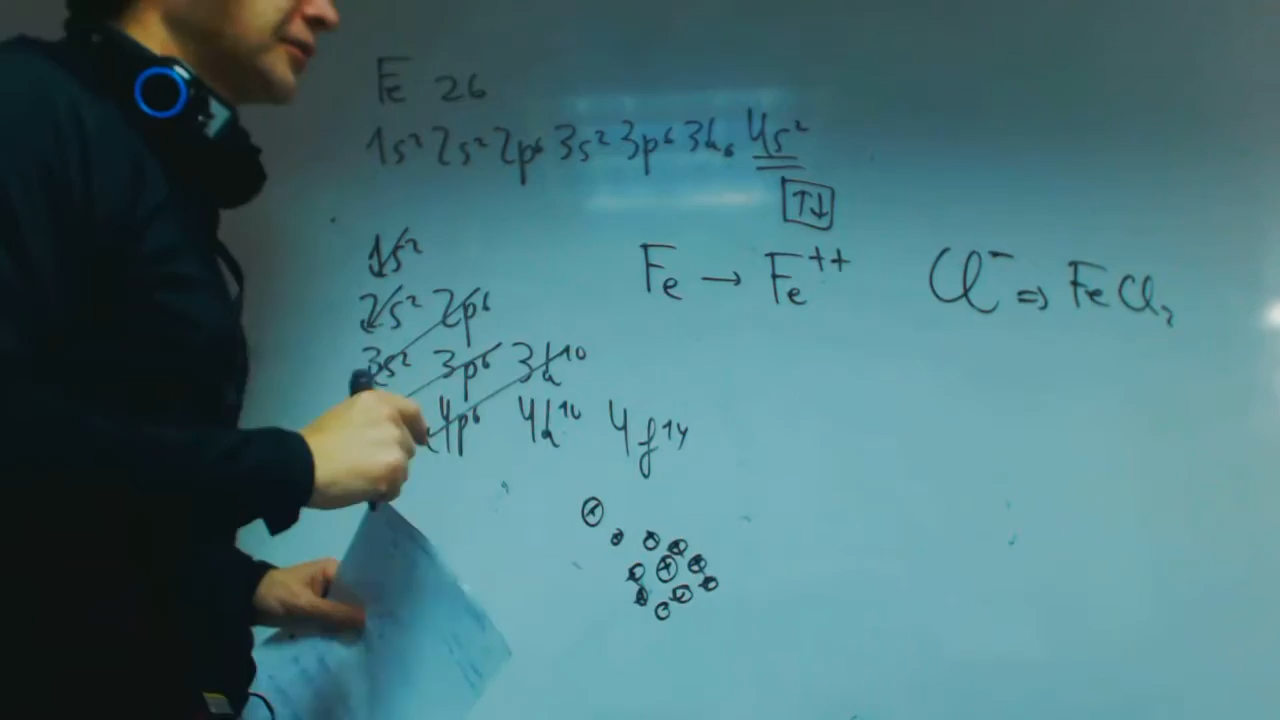 Fe 26
1s² 2s² 2p⁶ 3s² 3p⁶ 3d₆ 4s²
↑↓
1s²
Fe → Fe⁺⁺ Cl⁻ ⇒ FeCl₂
2s² 2p⁶
3s² 3p⁶ 3d¹⁰
4p⁶ 4d¹⁰ 4f¹⁴